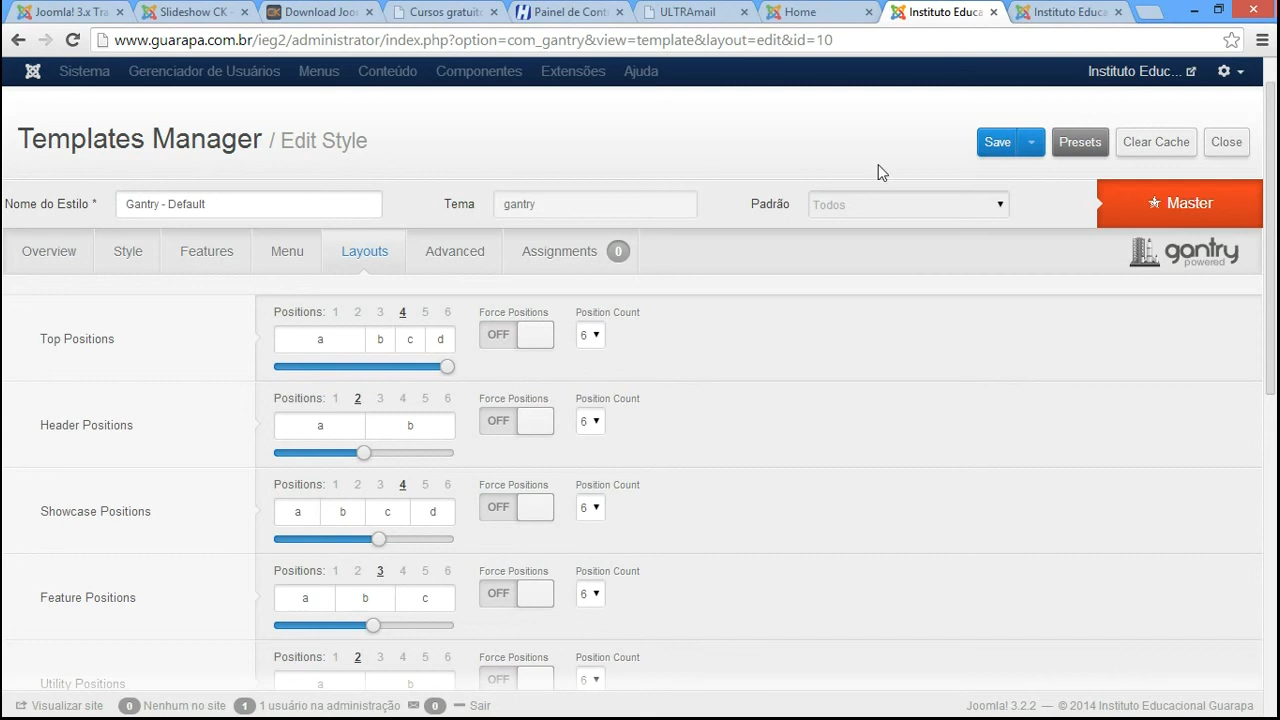 Joomla! 3.x Tra
Slideshow CK -
Download Joo
Cursos gratuit
Painel de Cont
ULTRAmail
Home
Instituto Educa
Instituto Educa
www.guarapa.com.br/ieg2/administrator/index.php?option=com_gantry&view=template&layout=edit&id=10
Sistema Gerenciador de Usuários Menus Conteúdo Componentes Extensões Ajuda Instituto Educ...
Templates Manager / Edit Style
Save Presets Clear Cache Close
Nome do Estilo * Gantry - Default Tema gantry Padrão Todos Master
Overview Style Features Menu Layouts Advanced Assignments 0 gantry
powered
Positions: 1 2 3 4 5 6 Force Positions Position Count
Top Positions a b c d OFF 6
Positions: 1 2 3 4 5 6 Force Positions Position Count
Header Positions a b OFF 6
Positions: 1 2 3 4 5 6 Force Positions Position Count
Showcase Positions a b c d OFF 6
Positions: 1 2 3 4 5 6 Force Positions Position Count
Feature Positions a b c OFF 6
Positions: 1 2 3 4 5 6 Force Positions Position Count
Utility Positions a b OFF 6
Visualizar site 0 Nenhum no site 1 1 usuário na administração 0 Sair Joomla! 3.2.2 — © 2014 Instituto Educacional Guarapa